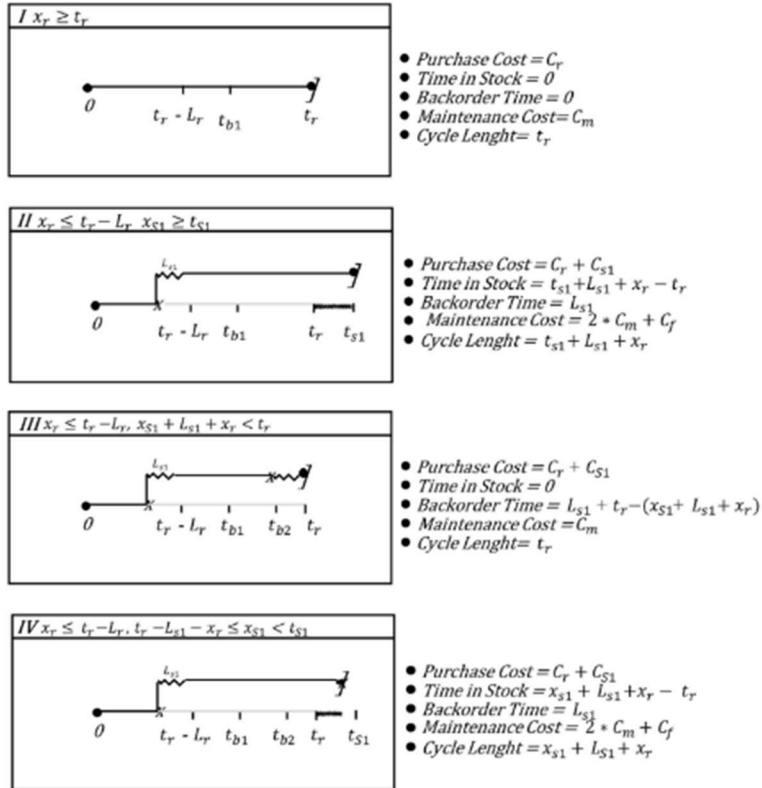 I x_r ≥ t_r
0 t_r - L_r t_b1 t_r
● Purchase Cost = C_r
● Time in Stock = 0
● Backorder Time = 0
● Maintenance Cost= C_m
● Cycle Lenght= t_r
II x_r ≤ t_r − L_r x_S1 ≥ t_S1
L_s1
0 t_r - L_r t_b1 t_r t_s1
● Purchase Cost = C_r + C_s1
● Time in Stock = t_s1+L_s1 + x_r − t_r
● Backorder Time = L_s1
● Maintenance Cost = 2 * C_m + C_f
● Cycle Lenght = t_s1 + L_s1 + x_r
III x_r ≤ t_r −L_r, x_S1 + L_s1 + x_r < t_r
L_s1
0 t_r - L_r t_b1 t_b2 t_r
● Purchase Cost = C_r + C_S1
● Time in Stock = 0
● Backorder Time = L_s1 + t_r−(x_S1+ L_s1+ x_r)
● Maintenance Cost =C_m
● Cycle Lenght= t_r
IV x_r ≤ t_r−L_r, t_r −L_s1 − x_r ≤ x_S1 < t_S1
L_s1
0 t_r - L_r t_b1 t_b2 t_r t_S1
● Purchase Cost = C_r + C_S1
● Time in Stock =x_s1 + L_s1+x_r − t_r
● Backorder Time = L_s1
● Maintenance Cost = 2 * C_m + C_f
● Cycle Lenght =x_s1 + L_S1 + x_r